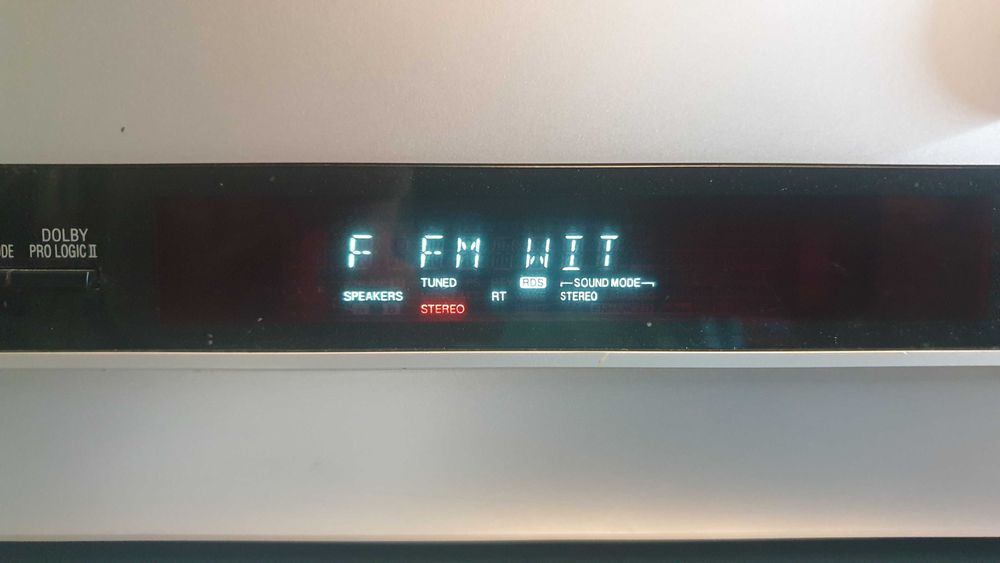 DOLBY
DE PRO LOGIC II
F FM WIT
TUNED RDS SOUND MODE
SPEAKERS RT STEREO
STEREO